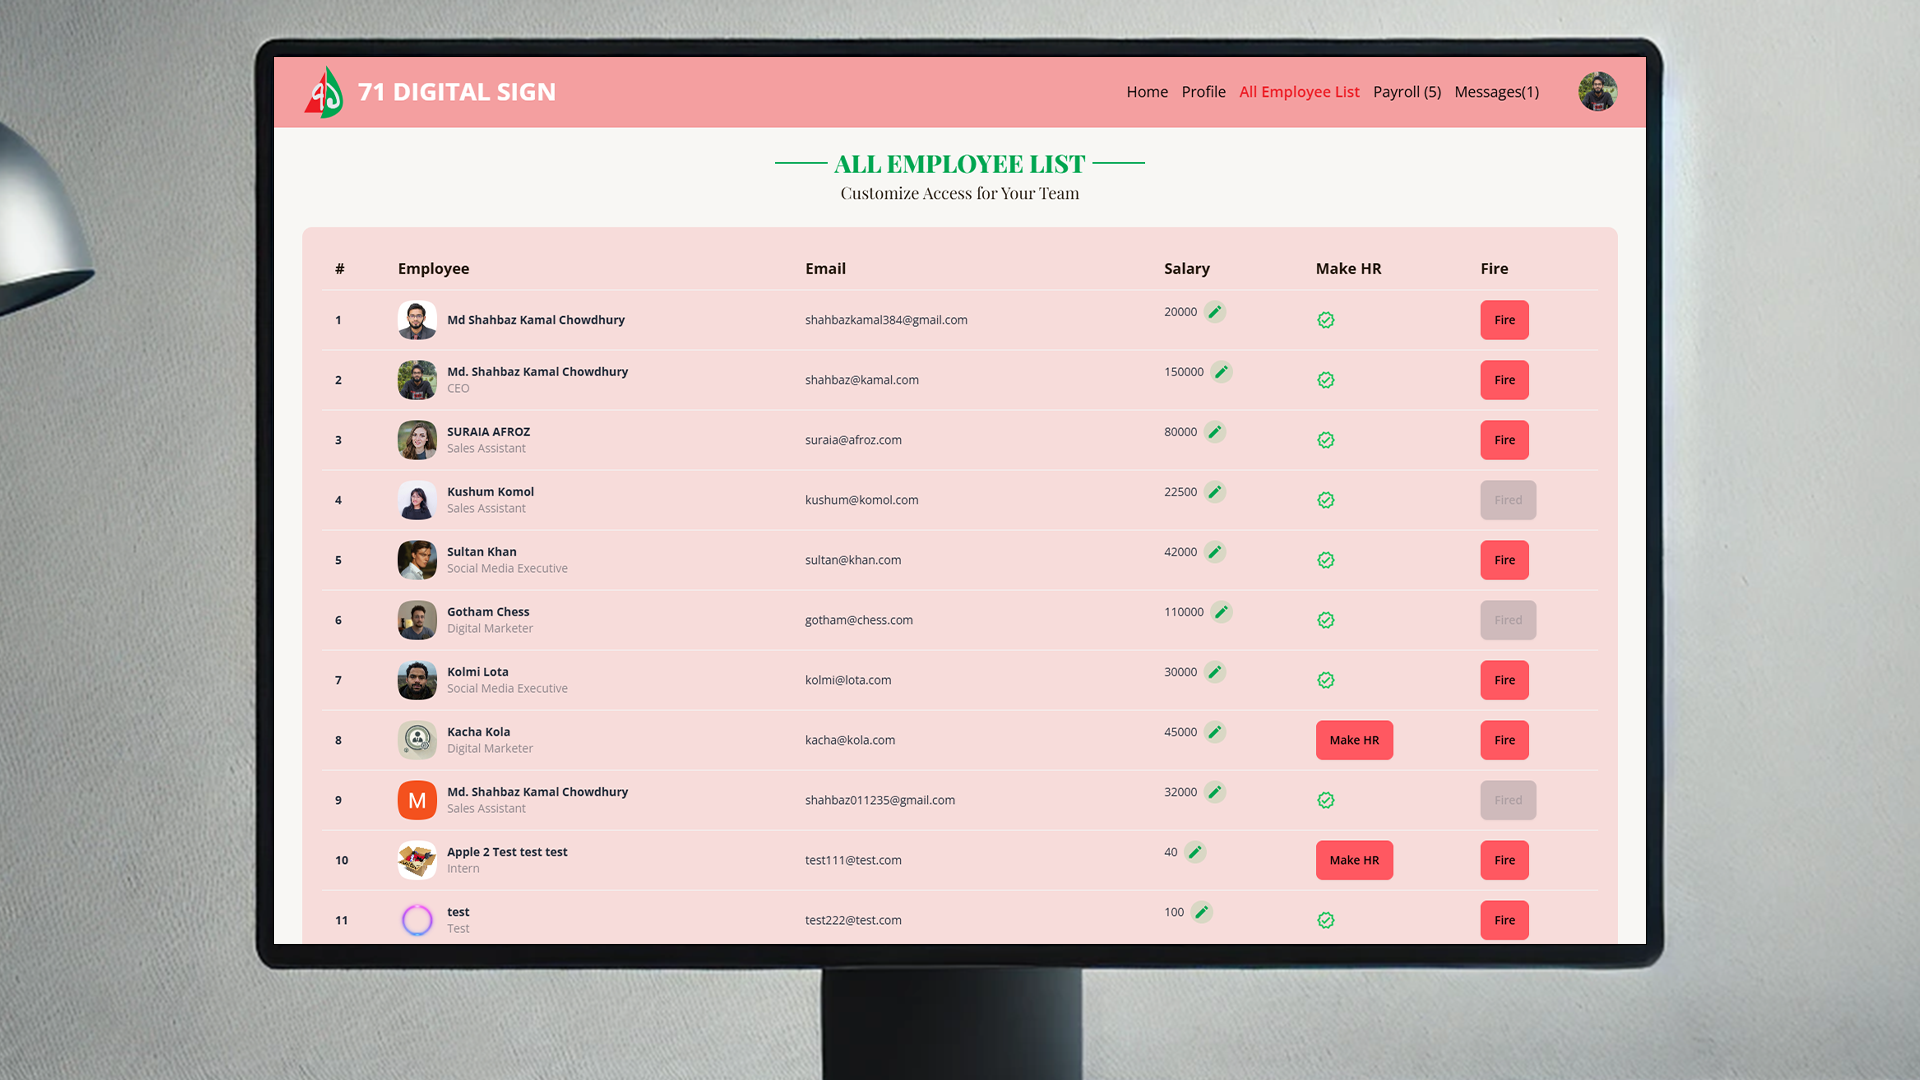 71 DIGITAL SIGN
Home Profile All Employee List Payroll (5) Messages(1)
ALL EMPLOYEE LIST
Customize Access for Your Team
# Employee Email Salary Make HR Fire
1 Md Shahbaz Kamal Chowdhury shahbazkamal384@gmail.com 20000 Fire
2 Md. Shahbaz Kamal Chowdhury shahbaz@kamal.com 150000 Fire
CEO
3 SURAIA AFROZ suraia@afroz.com 80000 Fire
Sales Assistant
4 Kushum Komol kushum@komol.com 22500 Fired
Sales Assistant
5 Sultan Khan sultan@khan.com 42000 Fire
Social Media Executive
6 Gotham Chess gotham@chess.com 110000 Fired
Digital Marketer
7 Kolmi Lota kolmi@lota.com 30000 Fire
Social Media Executive
8 Kacha Kola kacha@kola.com 45000 Make HR Fire
Digital Marketer
9 M Md. Shahbaz Kamal Chowdhury shahbaz011235@gmail.com 32000 Fired
Sales Assistant
10 Apple 2 Test test test test111@test.com 40 Make HR Fire
Intern
11 test test222@test.com 100 Fire
Test